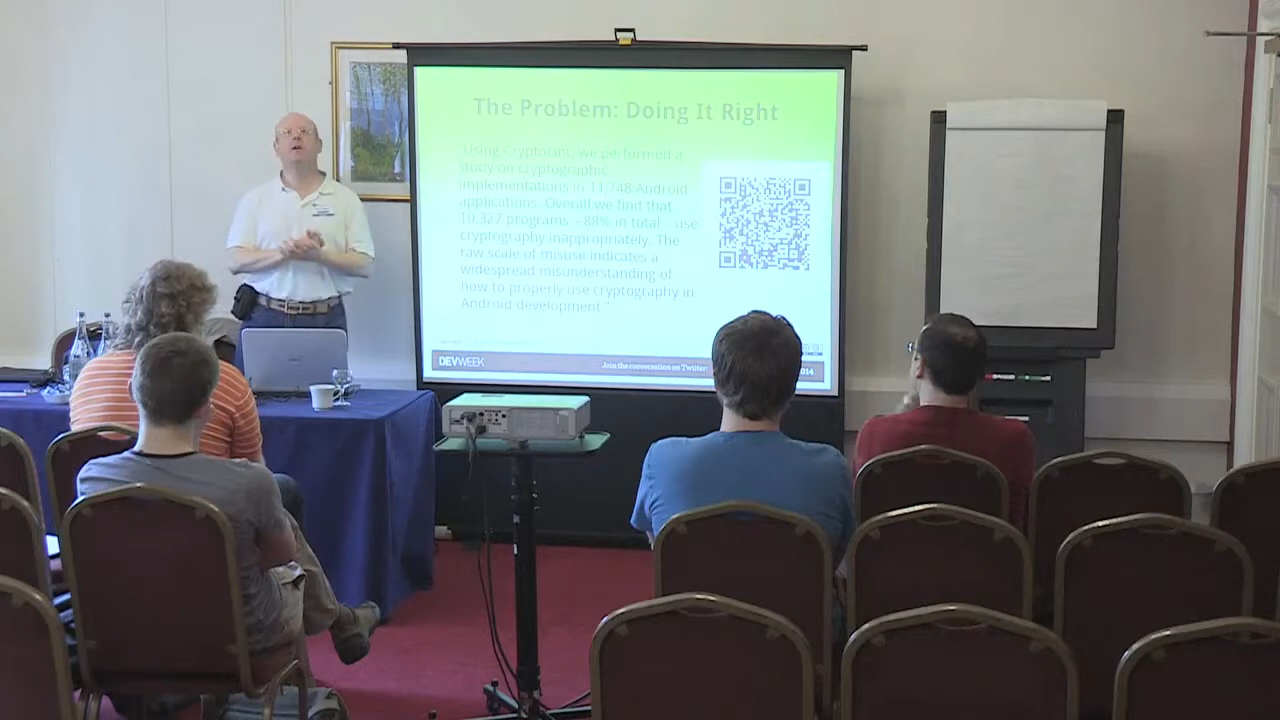 The Problem: Doing It Right
"Using CryptoLint, we performed a
study on cryptographic
implementations in 11,748 Android
applications. Overall we find that
10,327 programs – 88% in total – use
cryptography inappropriately. The
raw scale of misuse indicates a
widespread misunderstanding of
how to properly use cryptography in
Android development."
DEVWEEK
Join the conversation on Twitter:
014